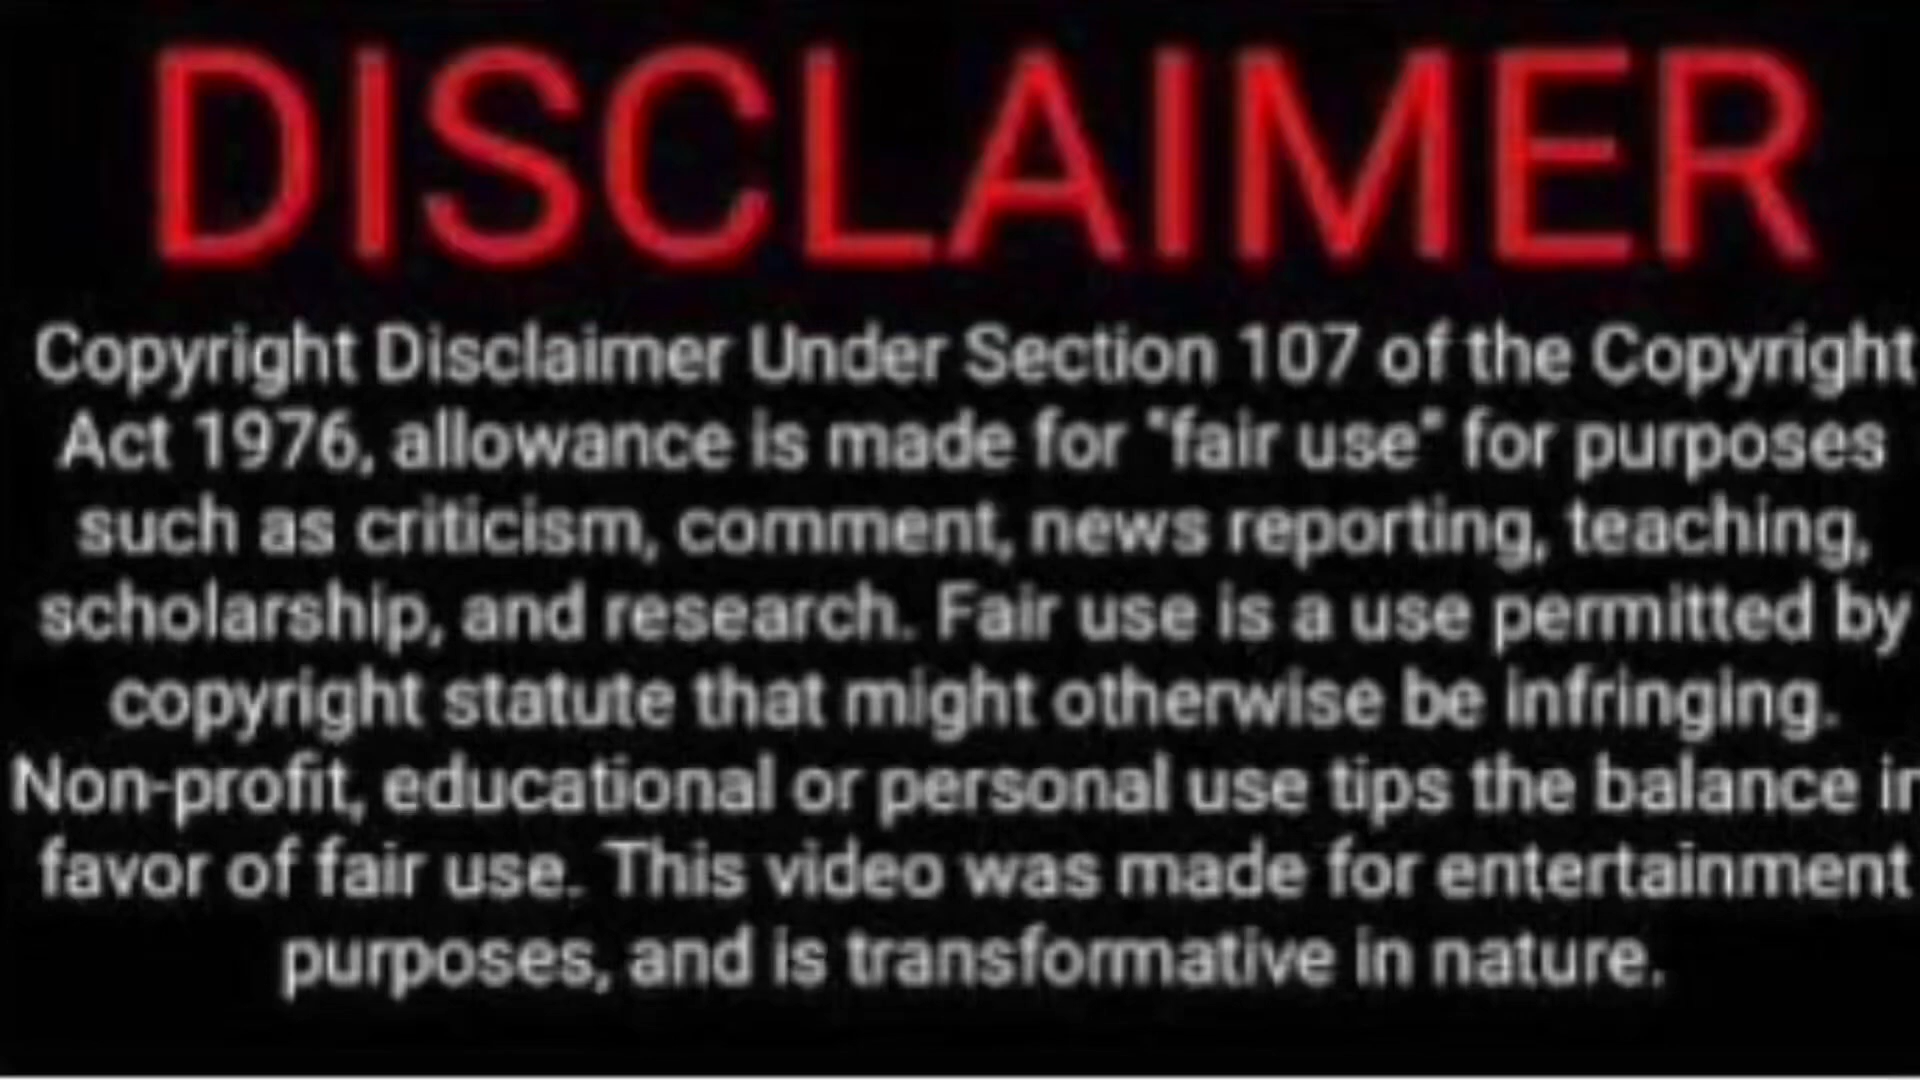 DISCLAIMER
Copyright Disclaimer Under Section 107 of the Copyright
Act 1976, allowance is made for "fair use" for purposes
such as criticism, comment, news reporting, teaching,
scholarship, and research. Fair use is a use permitted by
copyright statute that might otherwise be infringing.
Non-profit, educational or personal use tips the balance in
favor of fair use. This video was made for entertainment
purposes, and is transformative in nature.